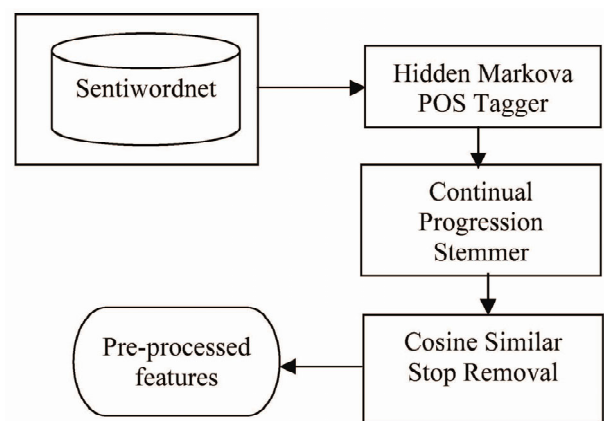 Sentiwordnet
Hidden Markova
POS Tagger
Continual
Progression
Stemmer
Cosine Similar
Stop Removal
Pre-processed
features